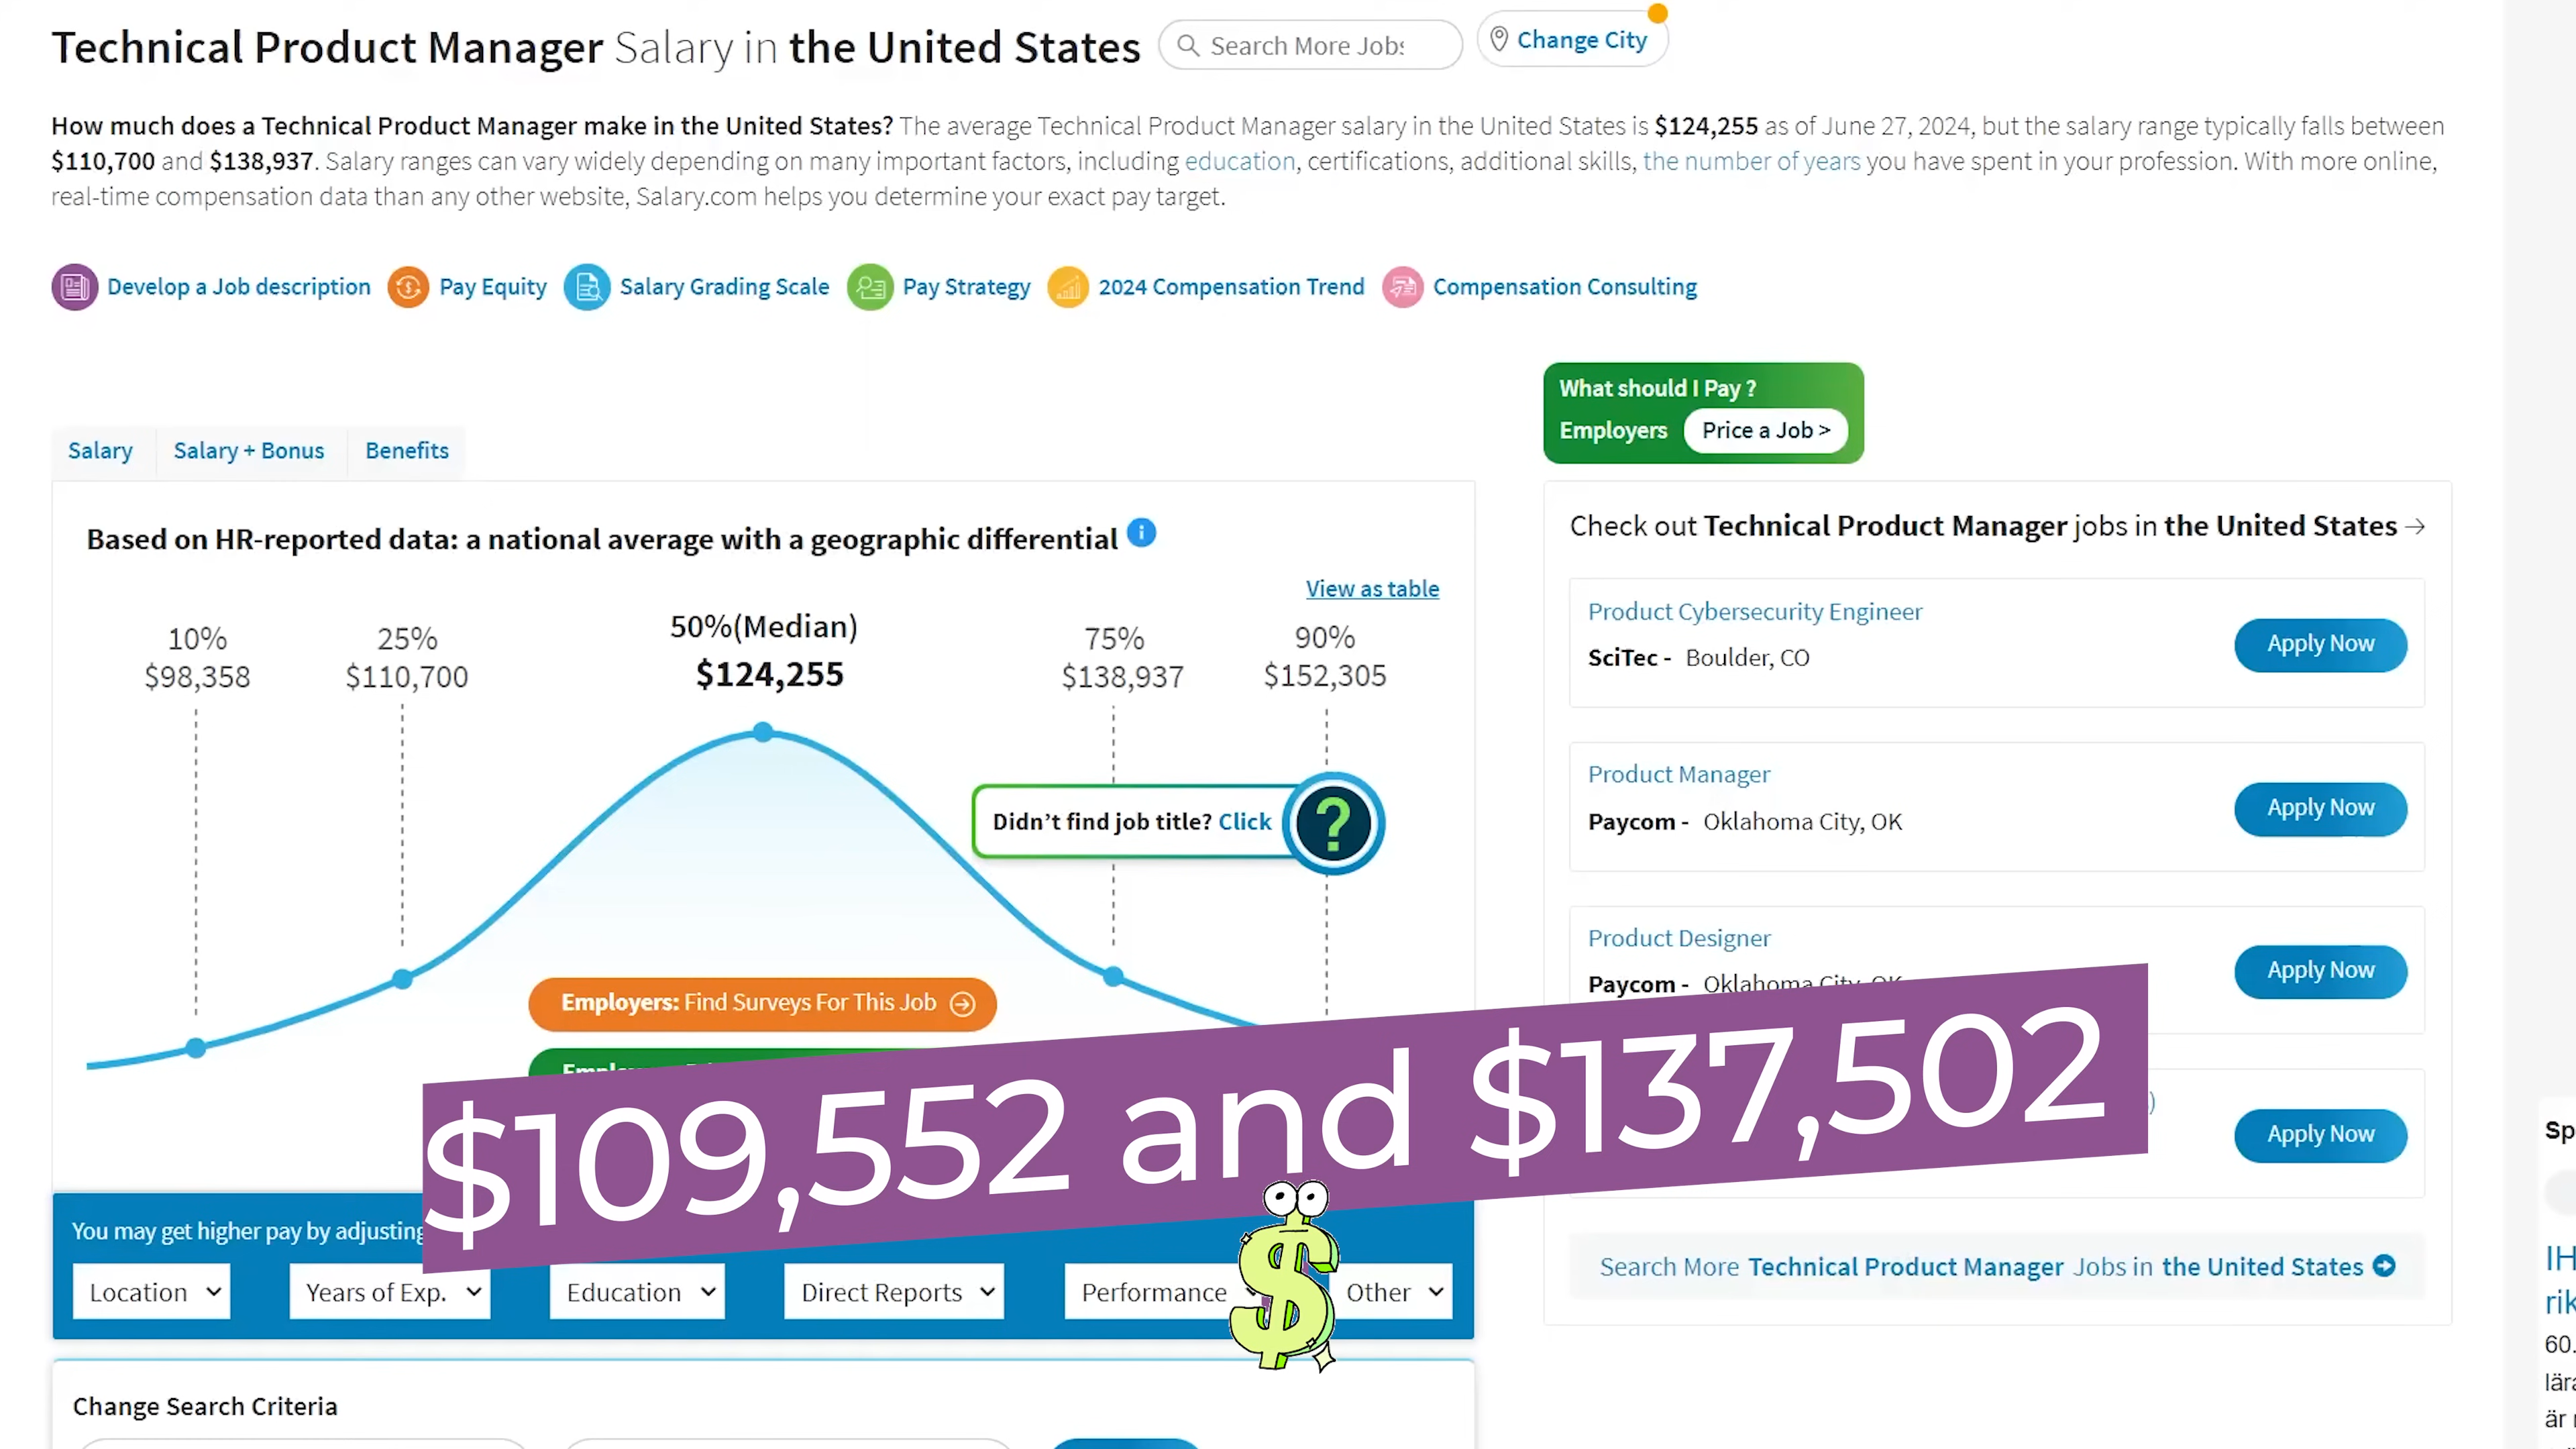 Technical Product Manager Salary in the United States
Search More Jobs
Change City
How much does a Technical Product Manager make in the United States? The average Technical Product Manager salary in the United States is $124,255 as of June 27, 2024, but the salary range typically falls between
$110,700 and $138,937. Salary ranges can vary widely depending on many important factors, including education, certifications, additional skills, the number of years you have spent in your profession. With more online,
real-time compensation data than any other website, Salary.com helps you determine your exact pay target.
Develop a Job description
Pay Equity
Salary Grading Scale
Pay Strategy
2024 Compensation Trend
Compensation Consulting
What should I Pay ?
Employers
Price a Job >
Salary
Salary + Bonus
Benefits
Based on HR-reported data: a national average with a geographic differential
View as table
10%
$98,358
25%
$110,700
50%(Median)
$124,255
75%
$138,937
90%
$152,305
Didn't find job title? Click
Employers: Find Surveys For This Job
Check out Technical Product Manager jobs in the United States
Product Cybersecurity Engineer
SciTec - Boulder, CO
Apply Now
Product Manager
Paycom - Oklahoma City, OK
Apply Now
Product Designer
Paycom - Oklahoma City, OK
Apply Now
Apply Now
$109,552 and $137,502
You may get higher pay by adjusting
Location
Years of Exp.
Education
Direct Reports
Performance
Other
Search More Technical Product Manager Jobs in the United States
Change Search Criteria
Sp
IH
rik
60.
lära
är